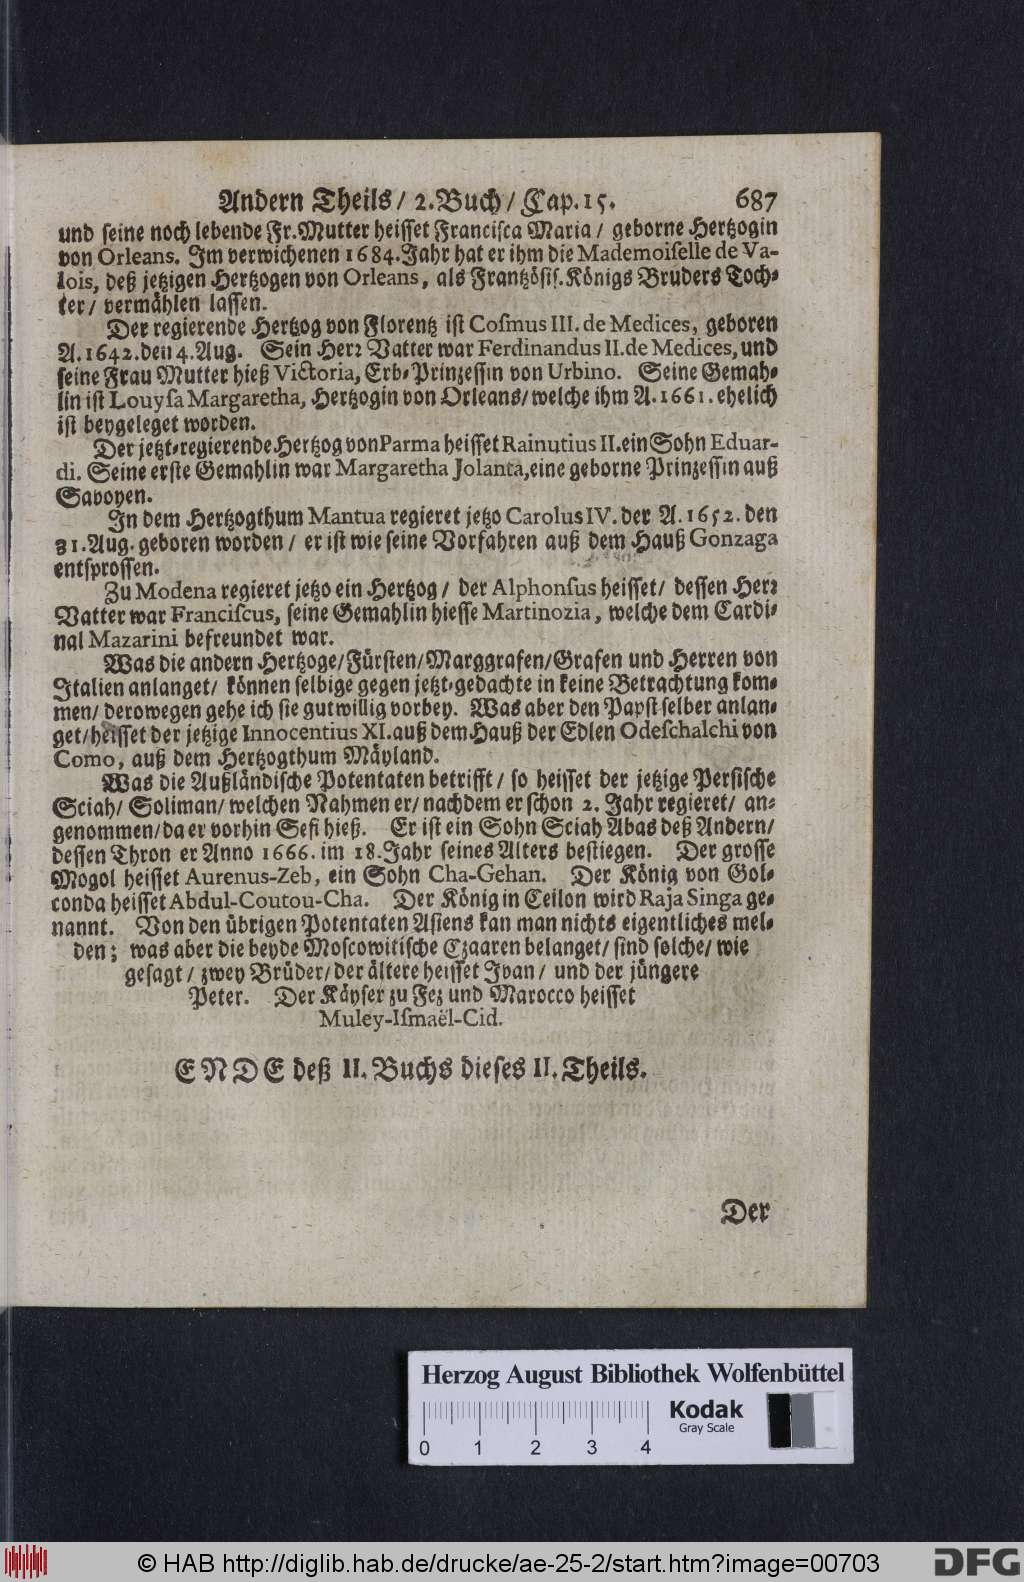 Andern Theils / 2. Buch / Cap. 15. 687
und seine noch lebende Fr. Mutter heisset Francisca Maria / geborne Hertzogin
von Orleans. Im verwichenen 1684. Jahr hat er ihm die Mademoiſelle de Va-
lois, deß jetzigen Hertzogen von Orleans, als Frantzösis. Königs Bruders Toch-
ter / vermählen lassen.
Der regierende Hertzog von Florentz ist Coſmus III. de Medices, geboren
A. 1642. den 4. Aug. Sein Herr Vatter war Ferdinandus II. de Medices, und
seine Frau Mutter hieß Victoria, Erb-Prinzessin von Urbino. Seine Gemah-
lin ist Louyſa Margaretha, Hertzogin von Orleans / welche ihm A. 1661. ehelich
ist beygeleget worden.
Der jetzt-regierende Hertzog von Parma heisset Rainutius II. ein Sohn Eduar-
di. Seine erste Gemahlin war Margaretha Jolanta, eine geborne Prinzessin auß
Savoyen.
In dem Hertzogthum Mantua regieret jetzo Carolus IV. der A. 1652. den
31. Aug. geboren worden / er ist wie seine Vorfahren auß dem Hauß Gonzaga
entsprossen.
Zu Modena regieret jetzo ein Hertzog / der Alphonſus heisset / dessen Herr
Vatter war Franciſcus, seine Gemahlin hiesse Martinozia, welche dem Cardi-
nal Mazarini befreundet war.
Was die andern Hertzoge / Fürsten / Marggrafen / Grafen und Herren von
Italien anlanget / können selbige gegen jetzt-gedachte in keine Betrachtung kom-
men / derowegen gehe ich sie gutwillig vorbey. Was aber den Papst selber anlan-
get / heisset der jetzige Innocentius XI. auß dem Hauß der Edlen Odeſchalchi von
Como, auß dem Hertzogthum Mäyland.
Was die Außländische Potentaten betrifft / so heisset der jetzige Persische
Sciah / Soliman / welchen Nahmen er / nachdem er schon 2. Jahr regieret / an-
genommen / da er vorhin Sefi hieß. Er ist ein Sohn Sciah Abas deß Andern /
dessen Thron er Anno 1666. im 18. Jahr seines Alters bestiegen. Der grosse
Mogol heisset Aurenus-Zeb, ein Sohn Cha-Gehan. Der König von Gol-
conda heisset Abdul-Coutou-Cha. Der König in Ceilon wird Raja Singa ge-
nannt. Von den übrigen Potentaten Asiens kan man nichts eigentliches mel-
den; was aber die beyde Moscowitische Czaaren belanget / sind solche / wie
gesagt / zwey Brüder / der ältere heisset Ivan / und der jüngere
Peter. Der Käyser zu Fez und Marocco heisset
Muley-Iſmaël-Cid.
ENDE deß II. Buchs dieses II. Theils.
Der
Herzog August Bibliothek Wolfenbüttel
Kodak
Gray Scale
0 1 2 3 4
© HAB http://diglib.hab.de/drucke/ae-25-2/start.htm?image=00703
DFG